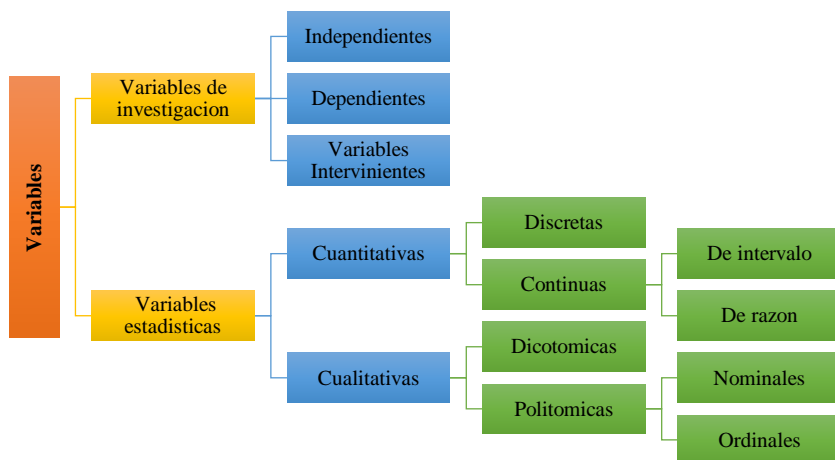 Variables
Variables de
investigacion
Independientes
Dependientes
Variables
Intervinientes
Variables
estadisticas
Cuantitativas
Discretas
Continuas
De intervalo
De razon
Cualitativas
Dicotomicas
Politomicas
Nominales
Ordinales